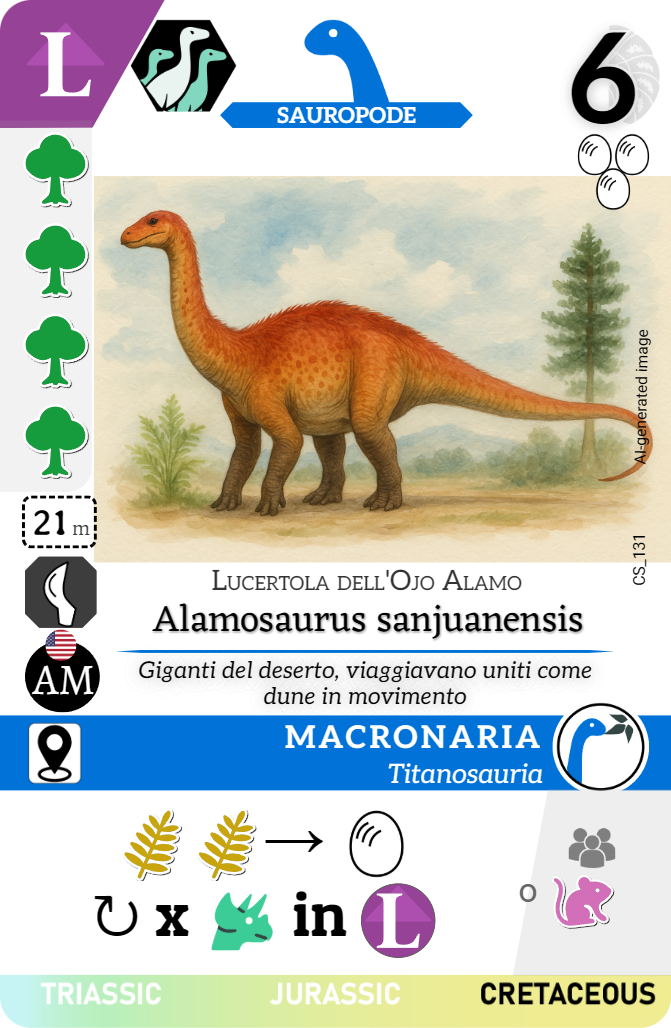 L
SAUROPODE
6
AI-generated image
21 m
CS_131
Lucertola dell'Ojo Alamo
Alamosaurus sanjuanensis
AM
Giganti del deserto, viaggiavano uniti come
dune in movimento
MACRONARIA
Titanosauria
o
x in L
TRIASSIC JURASSIC CRETACEOUS